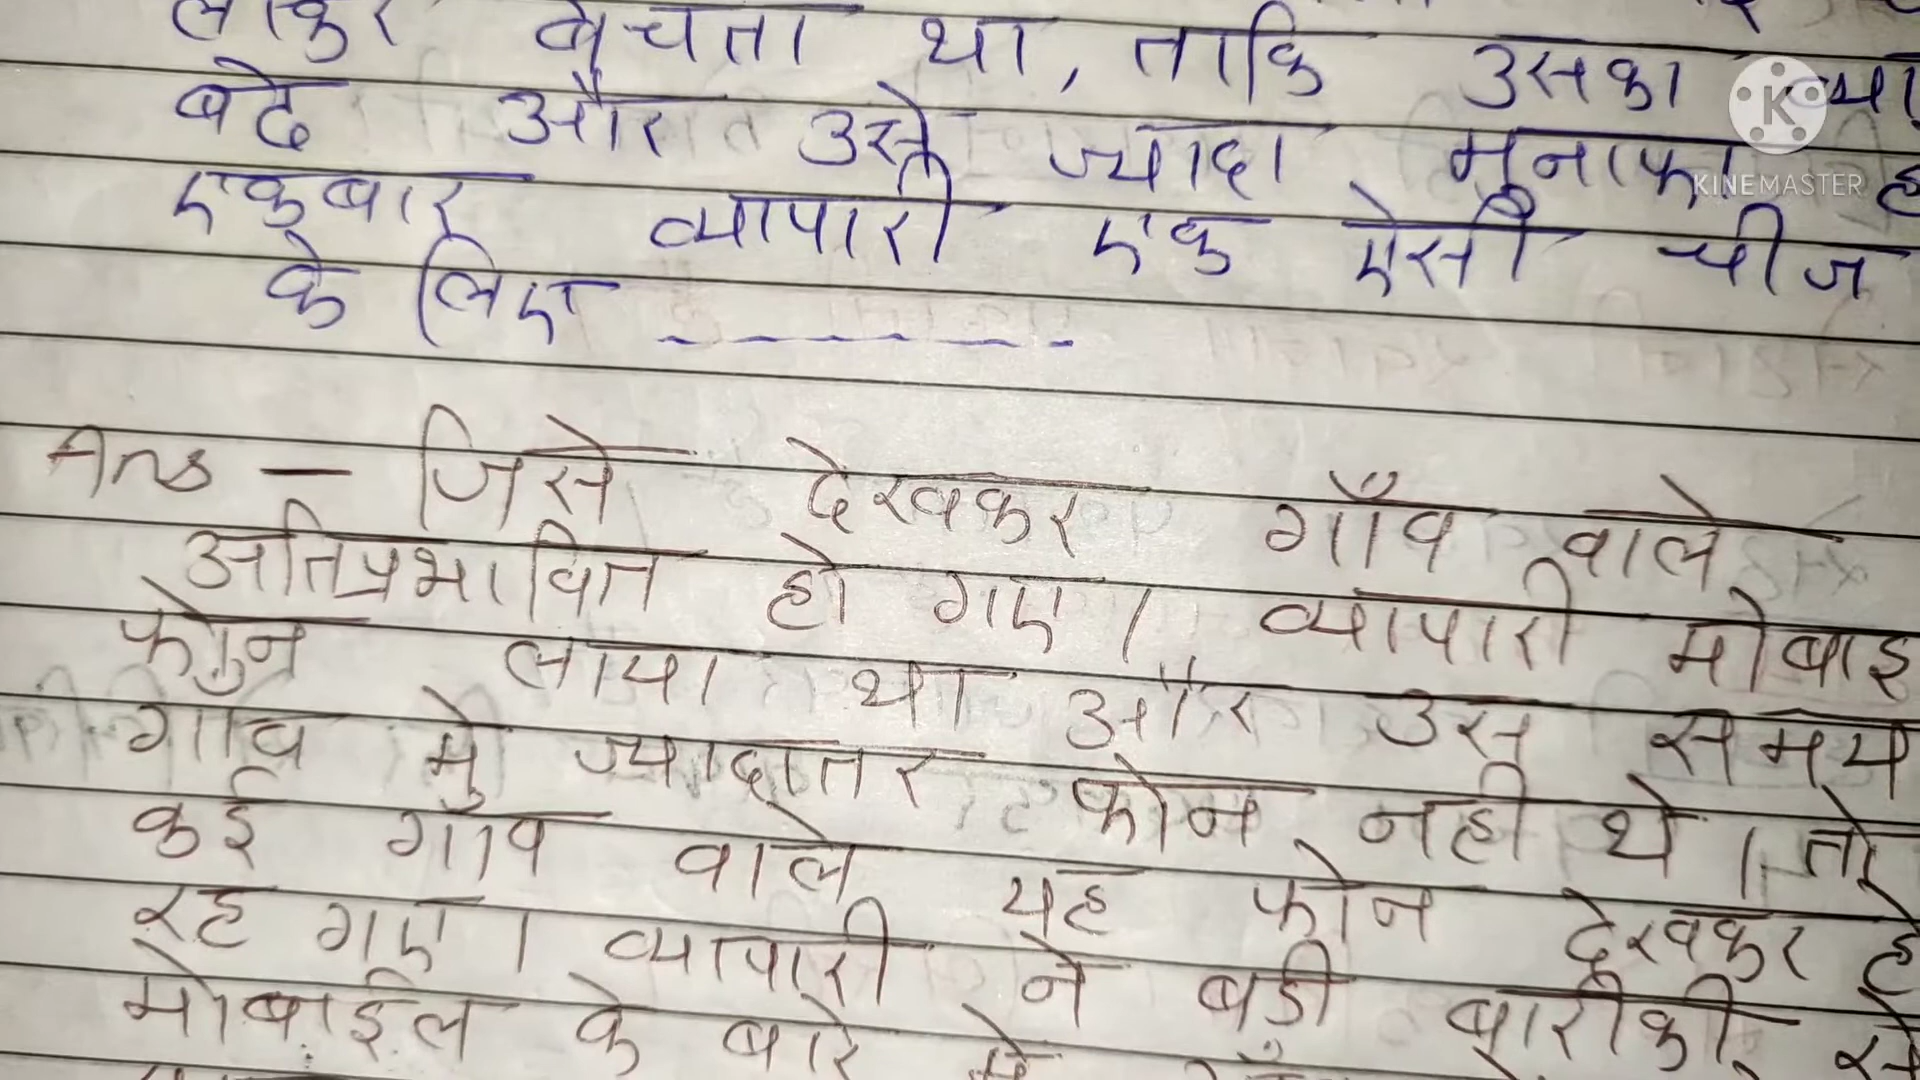 लाकर बेचता था, ताकि उसका
बढे और उसे ज्यादा मुनाफा
एकबार व्यापारी एक ऐसी चीज
के लिए -------
KINEMASTER
Ans - जिसे देखकर गाँव वाले
अतिप्रभावित हो गए। व्यापारी मोबाइ
फोन लाया था और उस समय
गाँव मे ज्यादातर फोन नही थे। तो
कई गाव वाले यह फोन देखकर
रह गए। व्यापारी ने बडी बारीकी से
मोबाईल के बारे मे